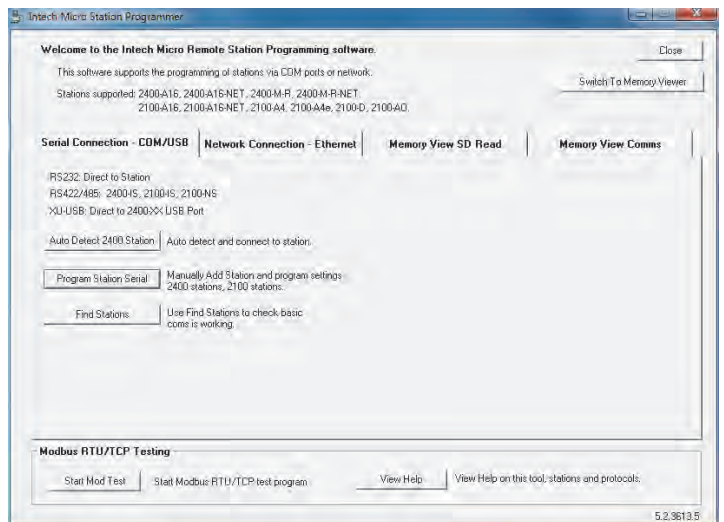 Intech Micro Station Programmer
Welcome to the Intech Micro Remote Station Programming software.
Close
This software supports the programming of stations via COM ports or network.
Switch To Memory Viewer
Stations supported: 2400-A16, 2400-A16-NET, 2400-M-R, 2400-M-R-NET.
2100-A16, 2100-A16-NET, 2100-A4, 2100-A4e, 2100-D, 2100-AO.
Serial Connection - COM/USB
Network Connection - Ethernet
Memory View SD Read
Memory View Comms
RS232: Direct to Station
RS422/485: 2400-IS, 2100-IS, 2100-NS
XU-USB: Direct to 2400-XX USB Port
Auto Detect 2400 Station
Auto detect and connect to station.
Program Station Serial
Manually Add Station and program settings
2400 stations, 2100 stations.
Find Stations
Use Find Stations to check basic
coms is working.
Modbus RTU/TCP Testing
Start Mod Test
Start Modbus RTU/TCP test program
View Help
View Help on this tool, stations and protocols.
5.2.3613.5